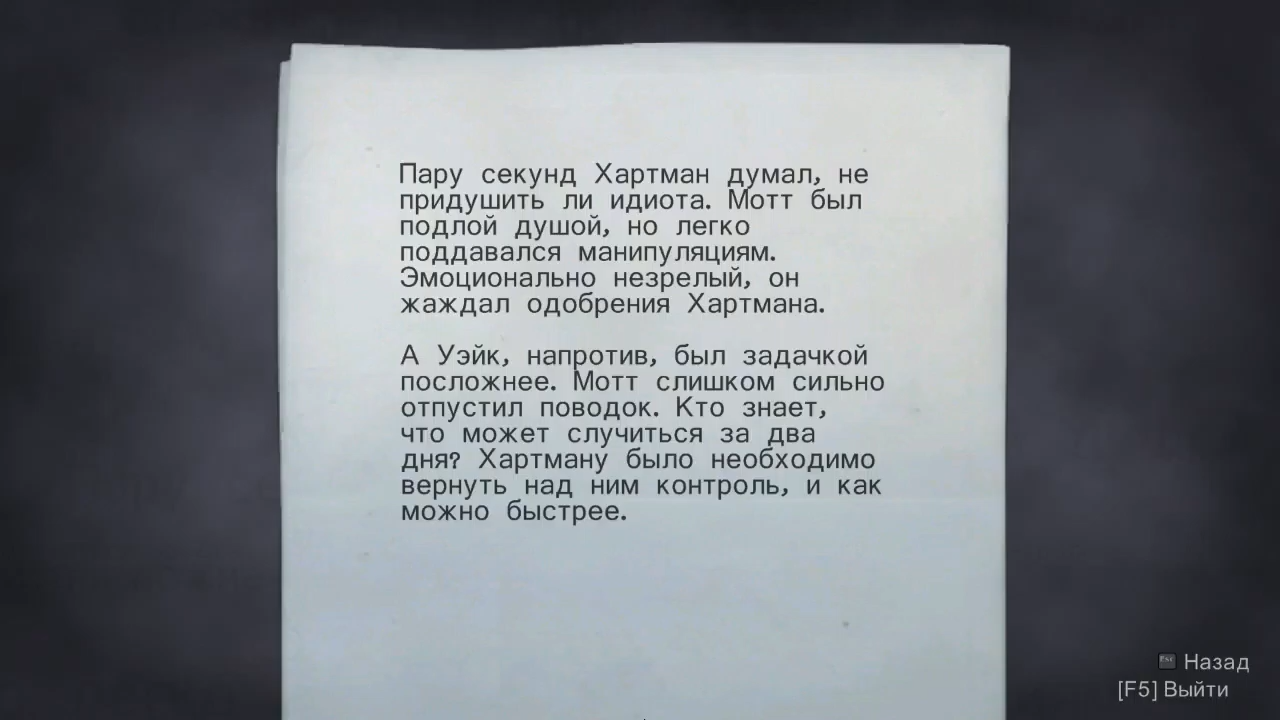 Пару секунд Хартман думал, не
придушить ли идиота. Мотт был
подлой душой, но легко
поддавался манипуляциям.
Эмоционально незрелый, он
жаждал одобрения Хартмана.
А Уэйк, напротив, был задачкой
посложнее. Мотт слишком сильно
отпустил поводок. Кто знает,
что может случиться за два
дня? Хартману было необходимо
вернуть над ним контроль, и как
можно быстрее.
Esc Назад
[F5] Выйти